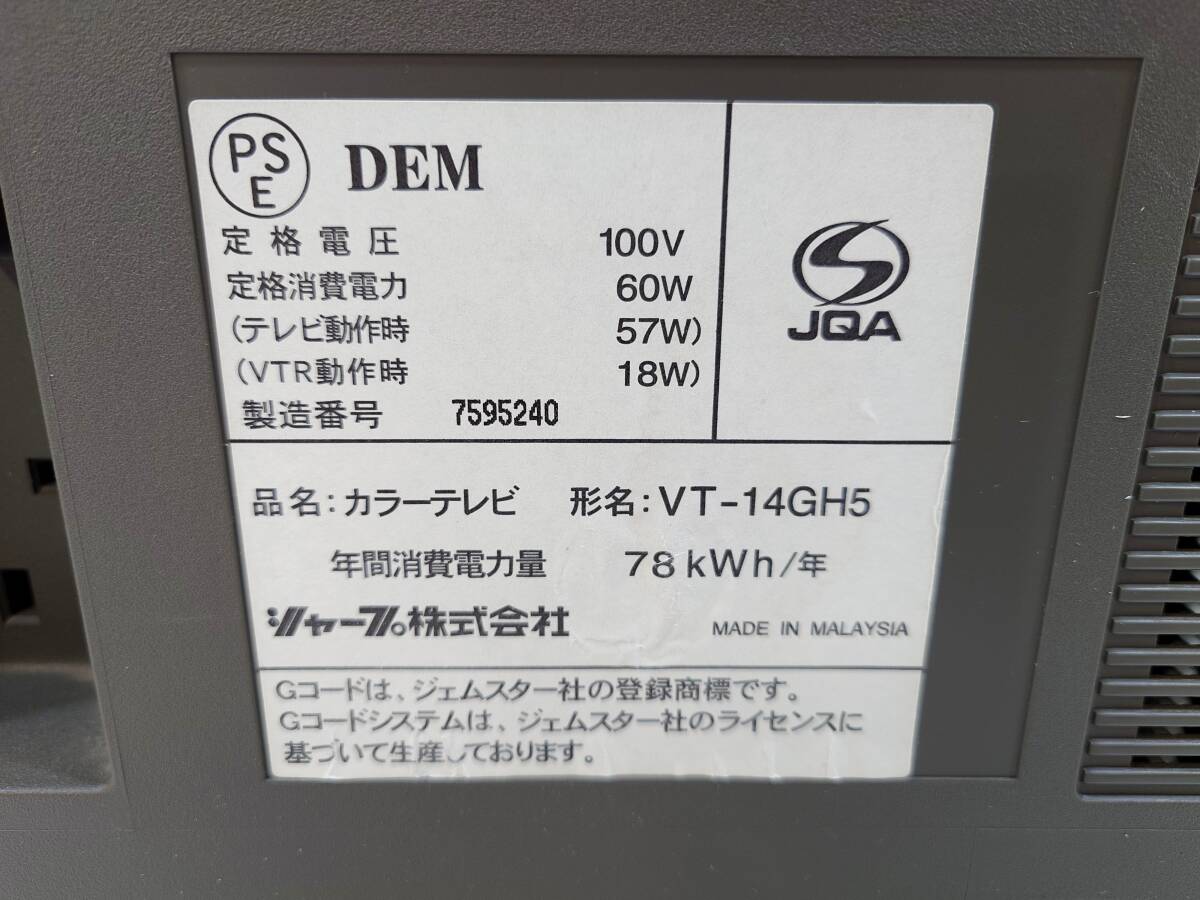 PSE DEM
定格電圧 100V
定格消費電力 60W
(テレビ動作時 57W)
(VTR動作時 18W)
製造番号 7595240
JQA
品名:カラーテレビ 形名:VT-14GH5
年間消費電力量 78kWh/年
シャープ株式会社 MADE IN MALAYSIA
Gコードは、ジェムスター社の登録商標です。
Gコードシステムは、ジェムスター社のライセンスに
基づいて生産しております。